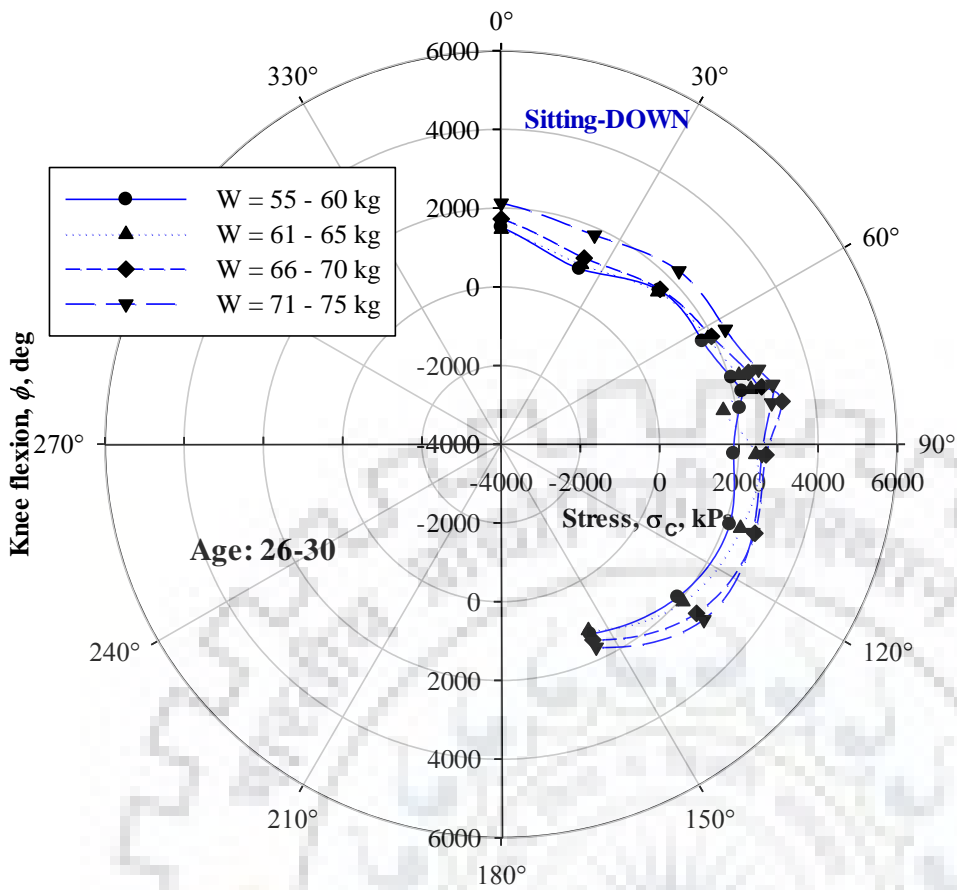 0°
6000
330°
30°
Sitting-DOWN
4000
W = 55 - 60 kg
W = 61 - 65 kg
W = 66 - 70 kg
W = 71 - 75 kg
2000
60°
0
-2000
Knee flexion, ϕ, deg
270°
-4000
90°
-4000 -2000 0 2000 4000 6000
Stress, σC, kP
-2000
Age: 26-30
0
240°
120°
2000
4000
210°
150°
6000
180°